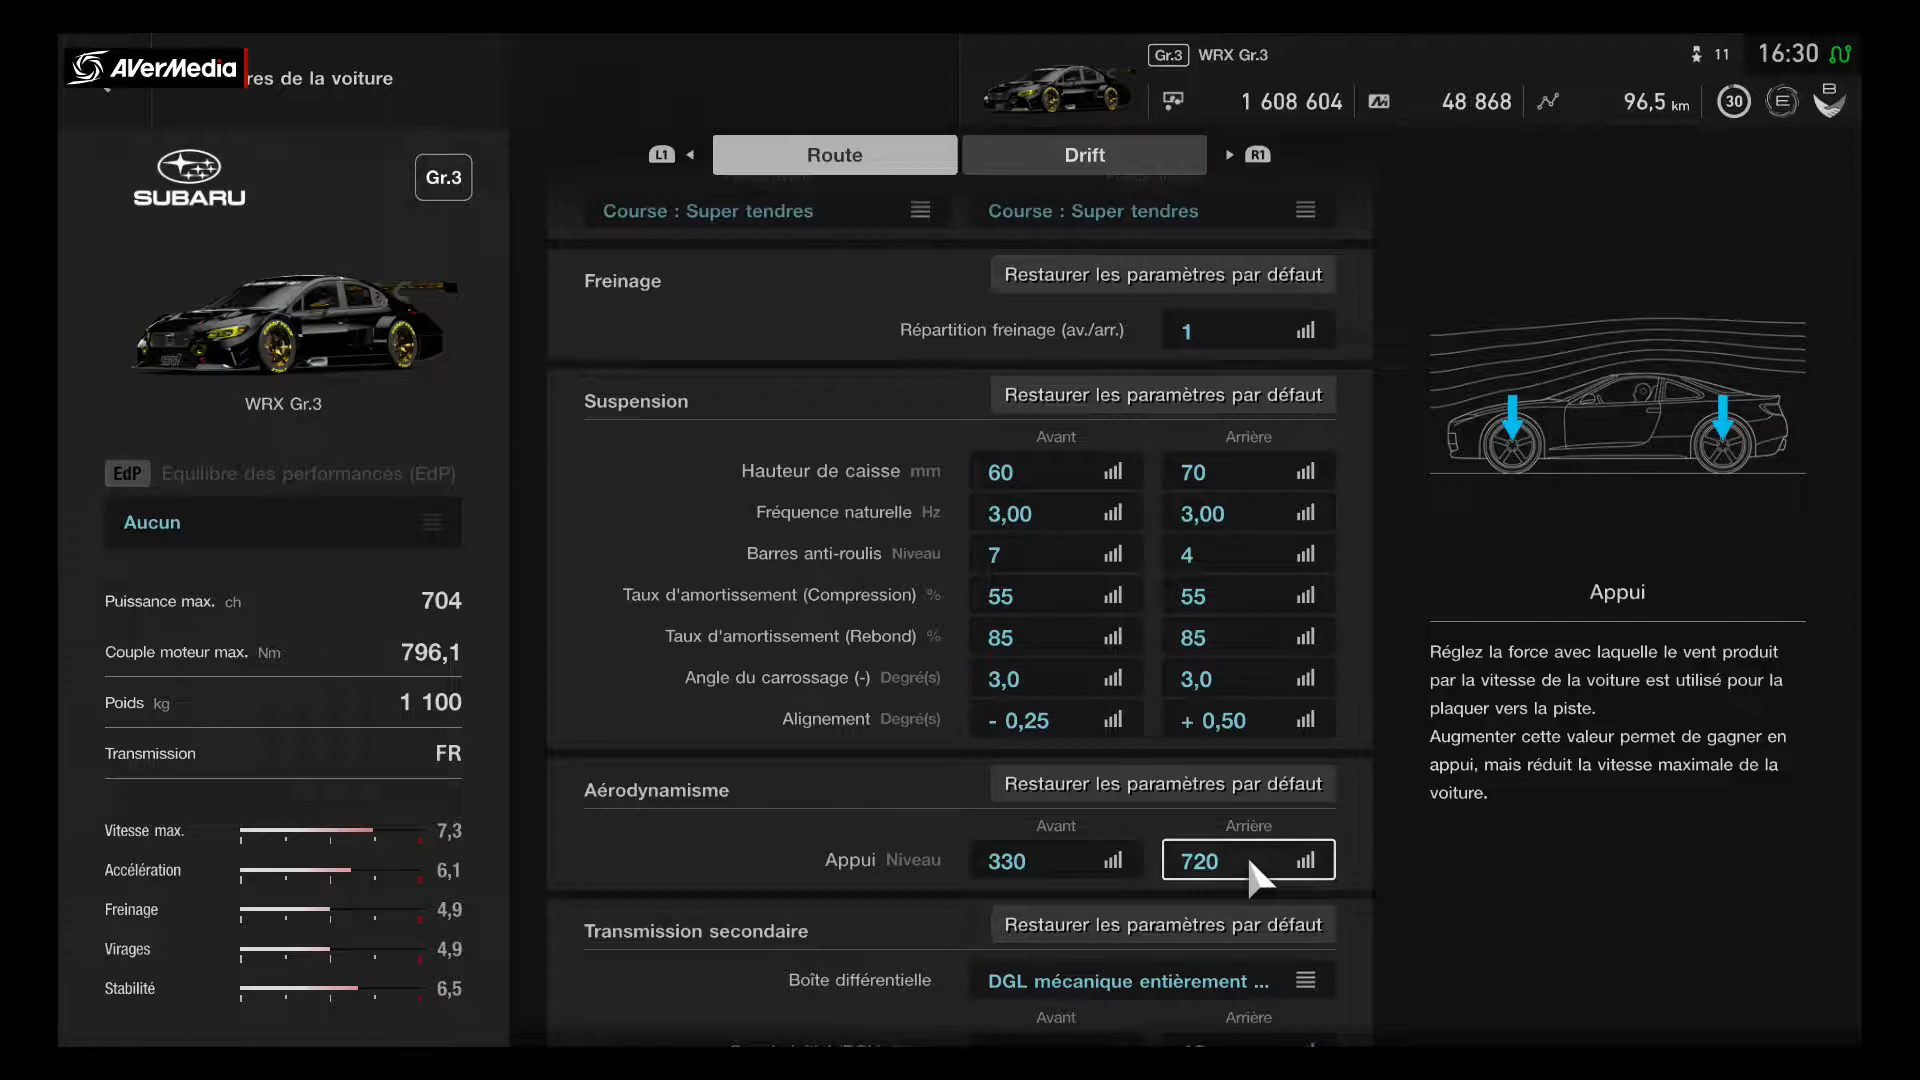 AVerMedia
res de la voiture
Gr.3 WRX Gr.3
11
16:30
1 608 604
48 868
96,5 km
30
E
B
SUBARU
Gr.3
WRX Gr.3
EdP Équilibre des performances (EdP)
Aucun
Puissance max. ch 704
Couple moteur max. Nm 796,1
Poids kg 1 100
Transmission FR
Vitesse max. 7,3
Accélération 6,1
Freinage 4,9
Virages 4,9
Stabilité 6,5
L1 Route Drift R1
Course : Super tendres Course : Super tendres
Freinage Restaurer les paramètres par défaut
Répartition freinage (av./arr.) 1
Suspension Restaurer les paramètres par défaut
Avant Arrière
Hauteur de caisse mm 60 70
Fréquence naturelle Hz 3,00 3,00
Barres anti-roulis Niveau 7 4
Taux d'amortissement (Compression) % 55 55
Taux d'amortissement (Rebond) % 85 85
Angle du carrossage (-) Degré(s) 3,0 3,0
Alignement Degré(s) - 0,25 + 0,50
Aérodynamisme Restaurer les paramètres par défaut
Avant Arrière
Appui Niveau 330 720
Transmission secondaire Restaurer les paramètres par défaut
Boîte différentielle DGL mécanique entièrement ...
Avant Arrière
Appui
Réglez la force avec laquelle le vent produit
par la vitesse de la voiture est utilisé pour la
plaquer vers la piste.
Augmenter cette valeur permet de gagner en
appui, mais réduit la vitesse maximale de la
voiture.